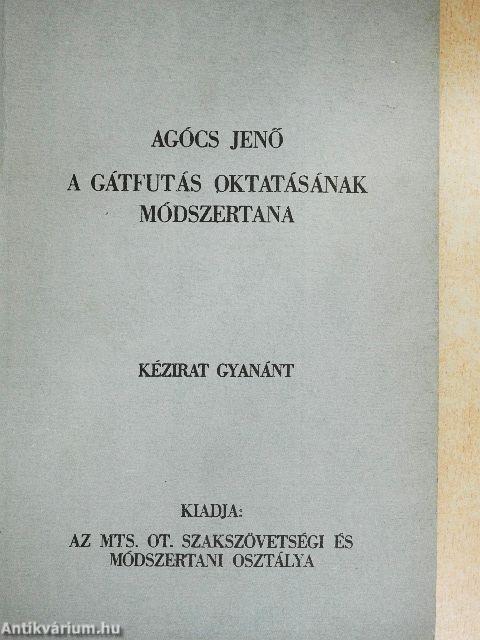 AGÓCS JENŐ
A GÁTFUTÁS OKTATÁSÁNAK
MÓDSZERTANA
KÉZIRAT GYANÁNT
KIADJA:
AZ MTS. OT. SZAKSZÖVETSÉGI ÉS
MÓDSZERTANI OSZTÁLYA
Antikvárium.hu